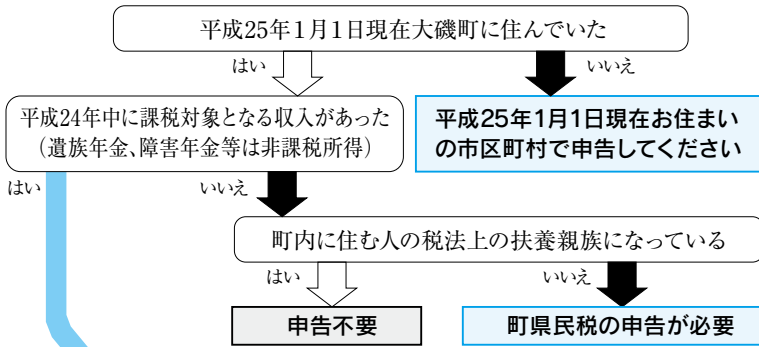 平成25年1月1日現在大磯町に住んでいた
はい
いいえ
平成24年中に課税対象となる収入があった
（遺族年金、障害年金等は非課税所得）
平成25年1月1日現在お住まい
の市区町村で申告してください
はい
いいえ
町内に住む人の税法上の扶養親族になっている
はい
いいえ
申告不要
町県民税の申告が必要